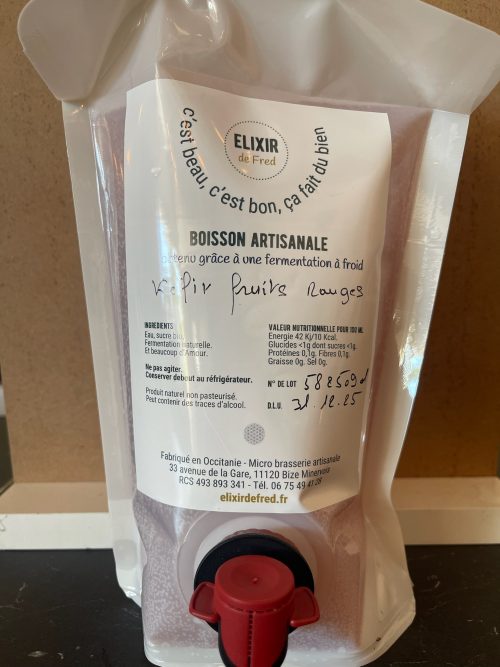 c'est beau, c'est bon, ça fait du bien
ELIXIR
de Fred
BOISSON ARTISANALE
obtenu grâce à une fermentation à froid
Kefir fruits Rouges
INGREDIENTS
Eau, sucre bio,
Fermentation naturelle.
Et beaucoup d'Amour.
Ne pas agiter.
Conserver debout au réfrigérateur.
Produit naturel non pasteurisé.
Peut contenir des traces d'alcool.
VALEUR NUTRITIONNELLE POUR 100 ML
Energie 42 Kj/10 Kcal.
Glucides <1g dont sucres <1g.
Protéines 0,1g. Fibres 0,1g.
Graisse 0g. Sel 0g.
N° DE LOT 582509d
D.L.U. 31.12.25
Fabriqué en Occitanie - Micro brasserie artisanale
33 avenue de la Gare, 11120 Bize Minervois
RCS 493 893 341 - Tél. 06 75 49 41 28
elixirdefred.fr